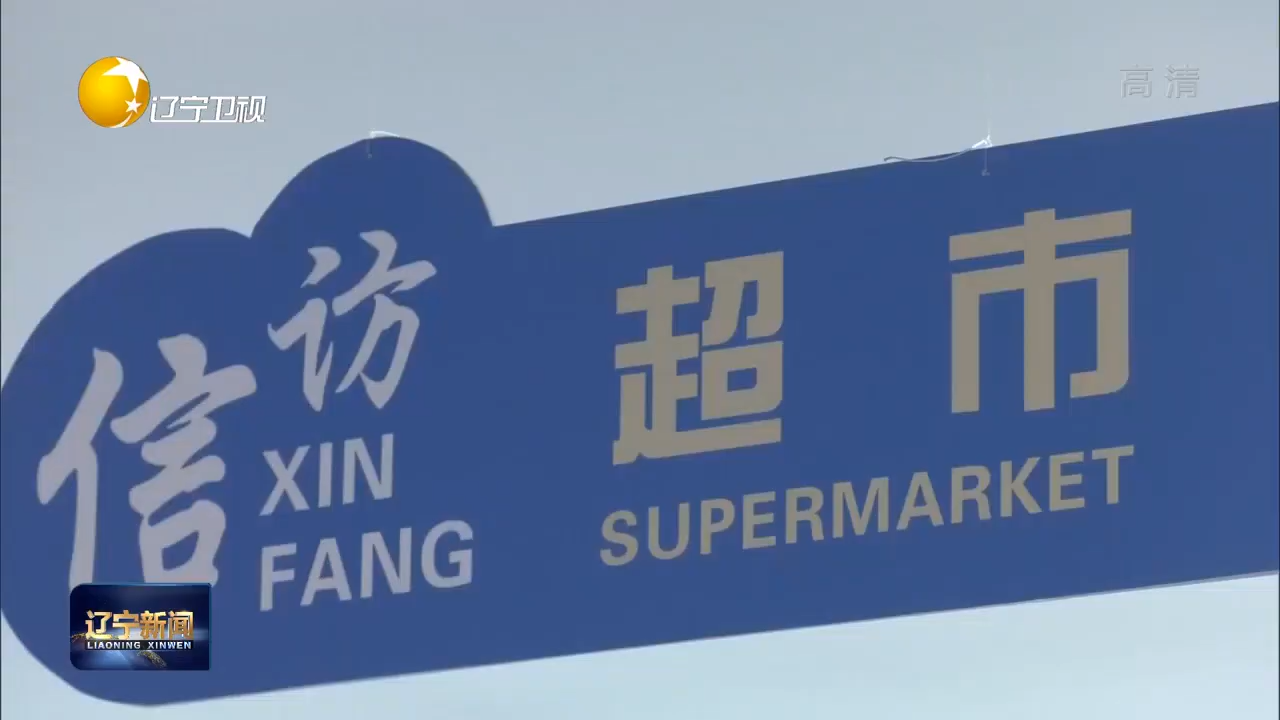 辽宁卫视
高清
信访
XIN
FANG
超市
SUPERMARKET
辽宁新闻
LIAONING XINWEN